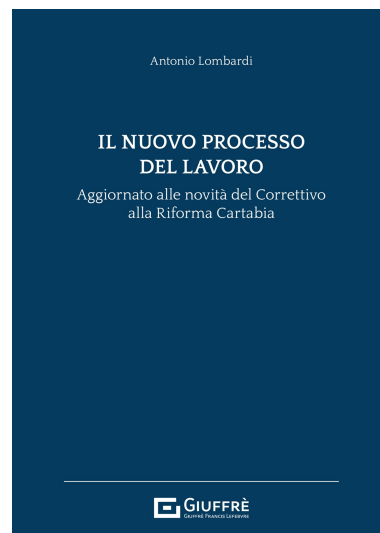 Antonio Lombardi
IL NUOVO PROCESSO
DEL LAVORO
Aggiornato alle novità del Correttivo
alla Riforma Cartabia
GIUFFRÈ
GIUFFRÈ FRANCIS LEFEBVRE